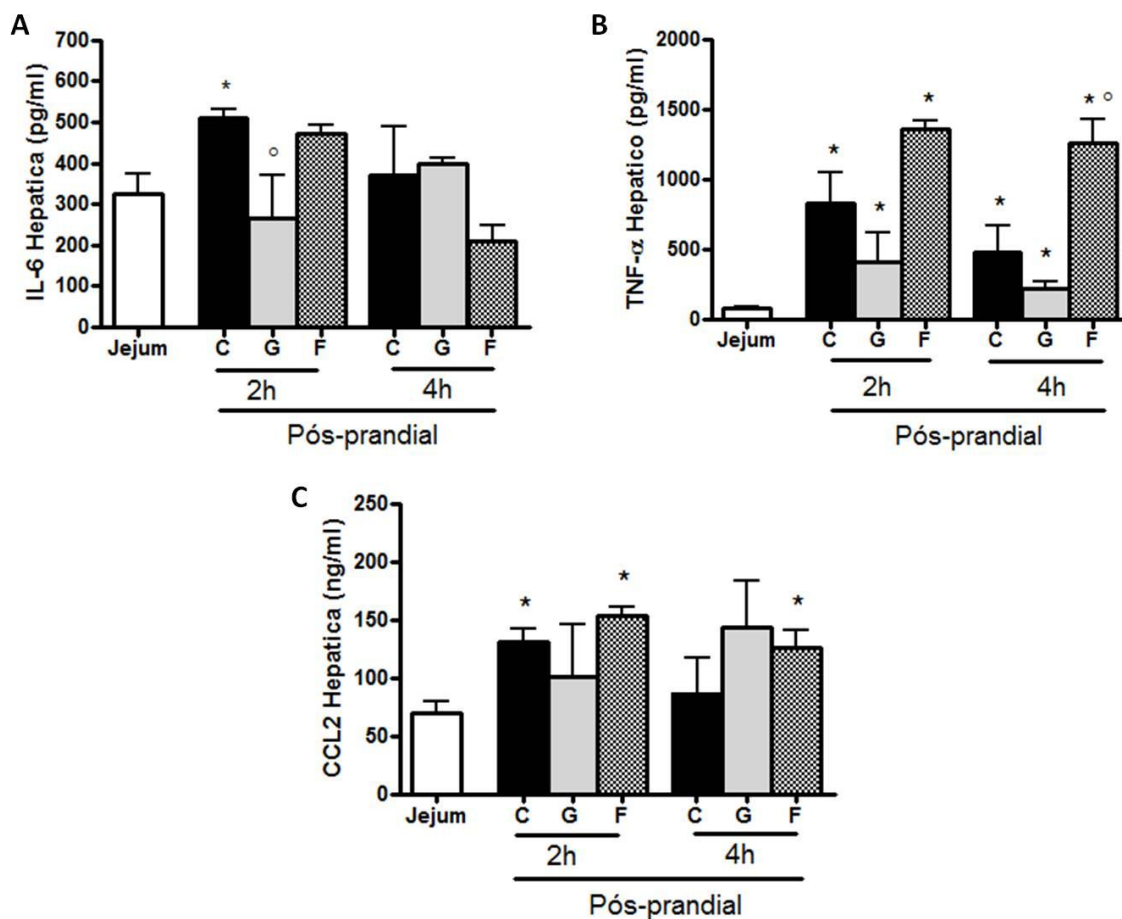 A
IL-6 Hepatica (pg/ml)
700
600
500
400
300
200
100
0
*
○
Jejum C G F C G F
2h 4h
Pós-prandial
B
TNF-α Hepatico (pg/ml)
2000
1500
1000
500
0
* * * * * * ○
Jejum C G F C G F
2h 4h
Pós-prandial
C
CCL2 Hepatica (ng/ml)
250
200
150
100
50
0
* * *
Jejum C G F C G F
2h 4h
Pós-prandial